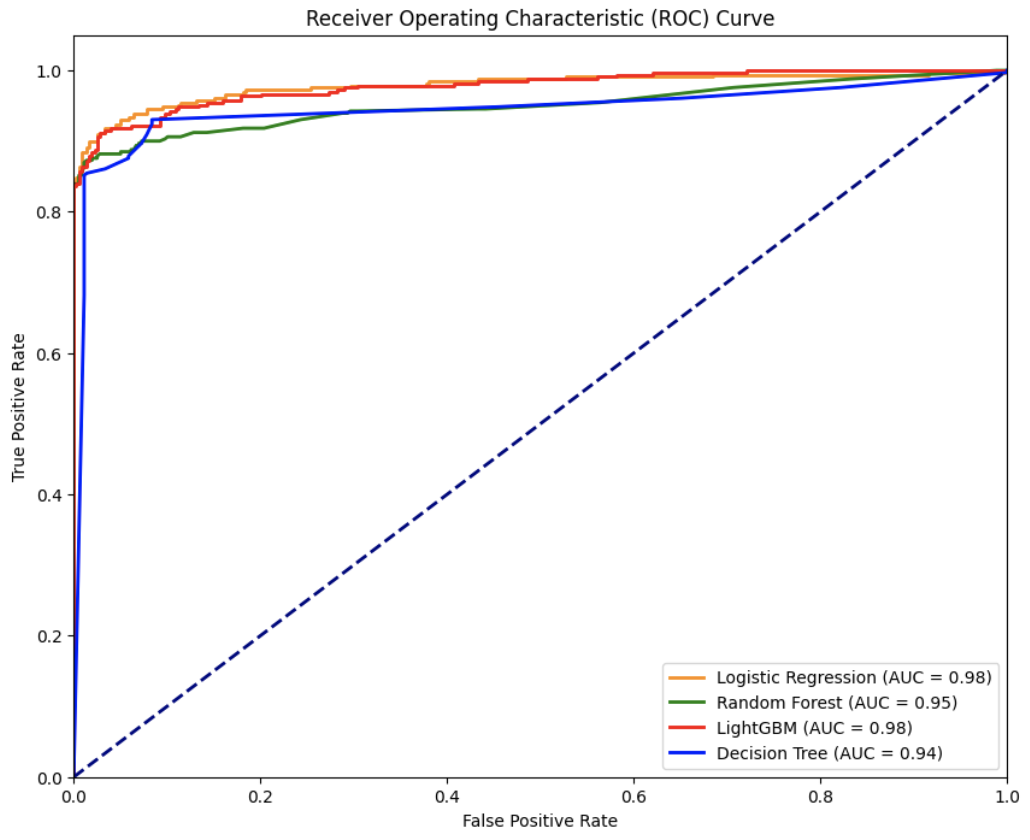 Receiver Operating Characteristic (ROC) Curve
1.0
0.8
0.6
0.4
0.2
0.0
True Positive Rate
0.0
0.2
0.4
0.6
0.8
1.0
False Positive Rate
Logistic Regression (AUC = 0.98)
Random Forest (AUC = 0.95)
LightGBM (AUC = 0.98)
Decision Tree (AUC = 0.94)